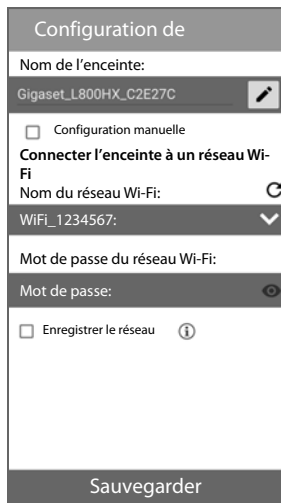 Configuration de
Nom de l'enceinte:
Gigaset_L800HX_C2E27C
Configuration manuelle
Connecter l'enceinte à un réseau Wi-
Fi
Nom du réseau Wi-Fi:
WiFi_1234567:
Mot de passe du réseau Wi-Fi:
Mot de passe:
Enregistrer le réseau
Sauvegarder